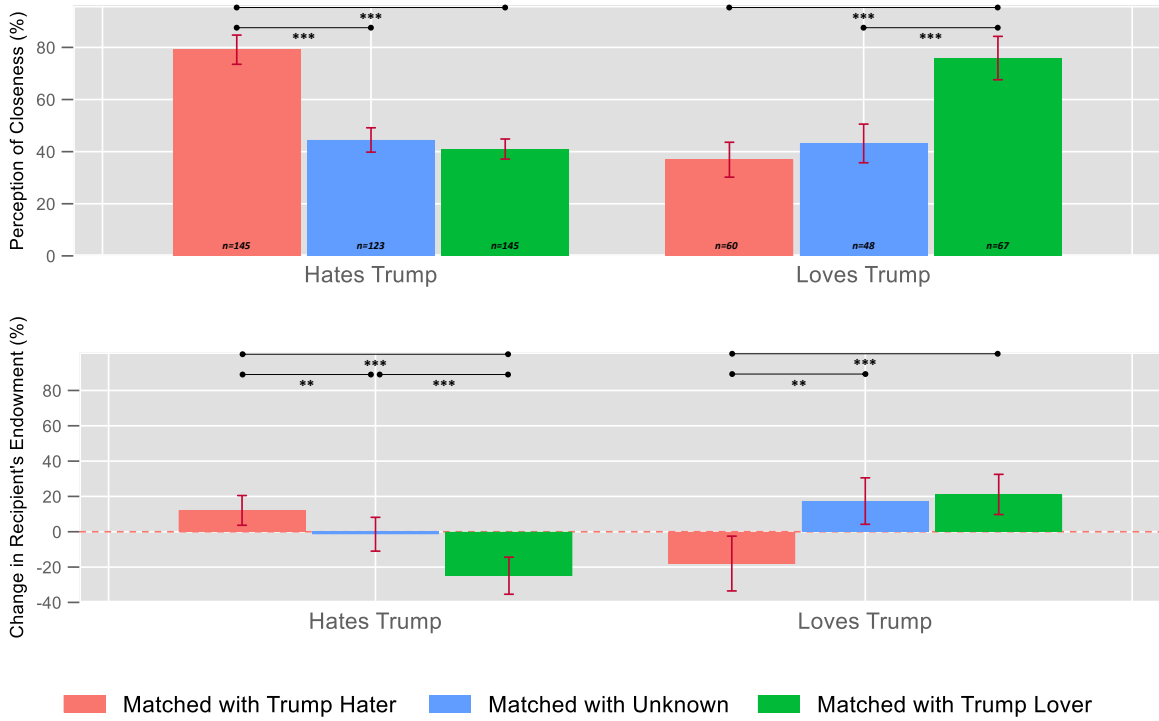 Perception of Closeness (%)
80
60
40
20
0
***
***
***
***
n=145
n=123
n=145
n=60
n=48
n=67
Hates Trump
Loves Trump
Change in Recipient's Endowment (%)
80
60
40
20
0
-20
-40
***
**
***
***
**
Hates Trump
Loves Trump
Matched with Trump Hater
Matched with Unknown
Matched with Trump Lover